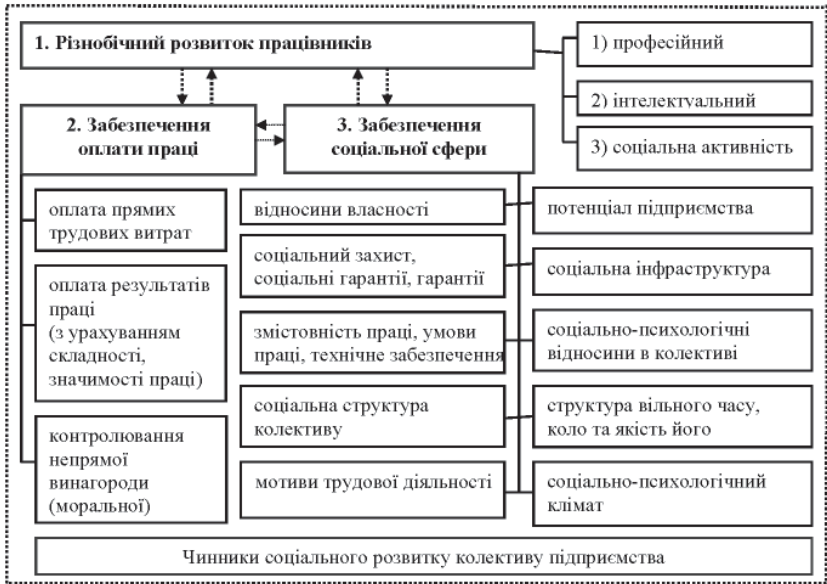 1. Різнобічний розвиток працівників
1) професійний
2) інтелектуальний
3) соціальна активність
2. Забезпечення
оплати праці
3. Забезпечення
соціальної сфери
оплата прямих
трудових витрат
оплата результатів
праці
(з урахуванням
складності,
значимості праці)
контролювання
непрямої
винагороди
(моральної)
відносини власності
соціальний захист,
соціальні гарантії, гарантії
змістовність праці, умови
праці, технічне забезпечення
соціальна структура
колективу
мотиви трудової діяльності
потенціал підприємства
соціальна інфраструктура
соціально-психологічні
відносини в колективі
структура вільного часу,
коло та якість його
соціально-психологічний
клімат
Чинники соціального розвитку колективу підприємства